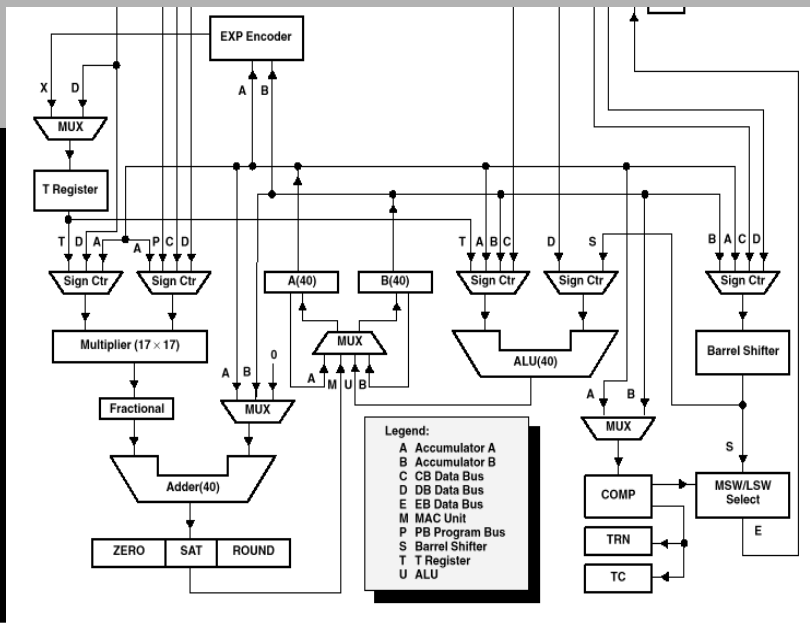 EXP Encoder
A B
X D
MUX
T Register
T D A A P C D
T A B C D S
B A C D
Sign Ctr Sign Ctr
A(40) B(40)
Sign Ctr Sign Ctr
Sign Ctr
Multiplier (17 × 17)
MUX
ALU(40)
Barrel Shifter
A B 0
A M U B
A B
Fractional
MUX
MUX
Adder(40)
S
COMP
MSW/LSW
Select
E
ZERO SAT ROUND
TRN
TC
Legend:
A Accumulator A
B Accumulator B
C CB Data Bus
D DB Data Bus
E EB Data Bus
M MAC Unit
P PB Program Bus
S Barrel Shifter
T T Register
U ALU